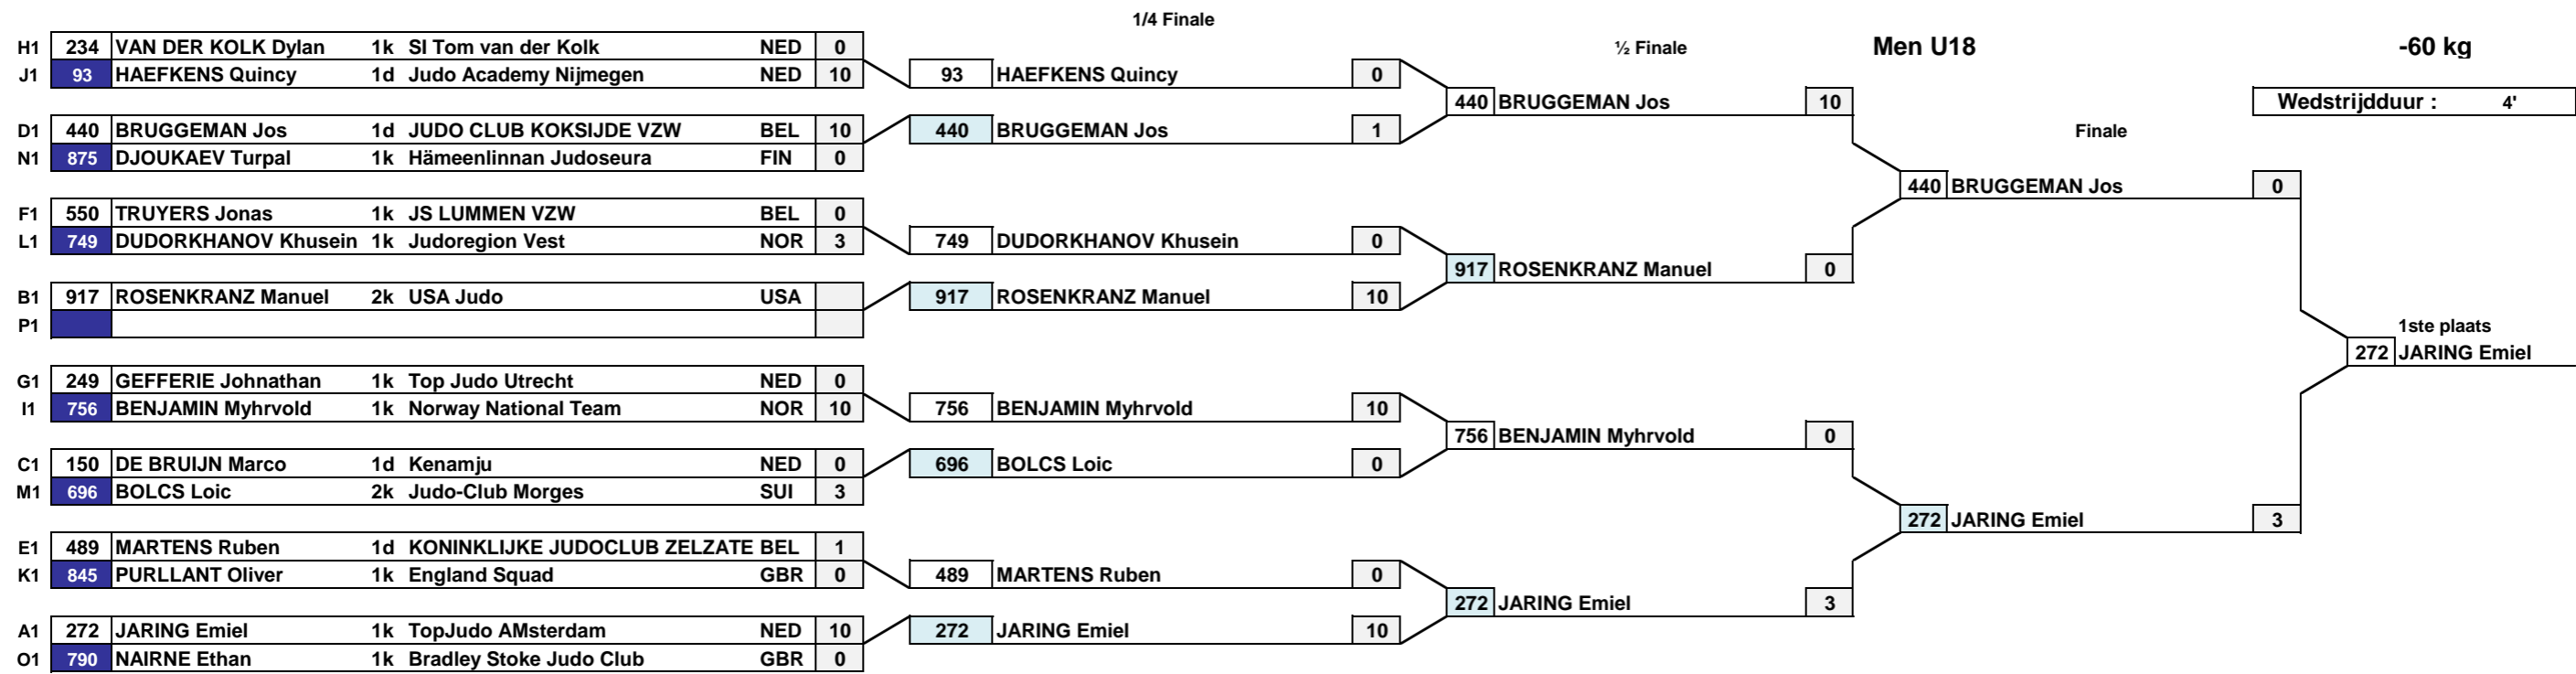 1/4 Finale
½ Finale
Men U18 -60 kg
H1 234 VAN DER KOLK Dylan 1k SI Tom van der Kolk NED 0
J1 93 HAEFKENS Quincy 1d Judo Academy Nijmegen NED 10 93 HAEFKENS Quincy 0
440 BRUGGEMAN Jos 10 Wedstrijdduur : 4'
D1 440 BRUGGEMAN Jos 1d JUDO CLUB KOKSIJDE VZW BEL 10 440 BRUGGEMAN Jos 1 Finale
N1 875 DJOUKAEV Turpal 1k Hämeenlinnan Judoseura FIN 0
440 BRUGGEMAN Jos 0
F1 550 TRUYERS Jonas 1k JS LUMMEN VZW BEL 0
L1 749 DUDORKHANOV Khusein 1k Judoregion Vest NOR 3 749 DUDORKHANOV Khusein 0
917 ROSENKRANZ Manuel 0
B1 917 ROSENKRANZ Manuel 2k USA Judo USA 917 ROSENKRANZ Manuel 10
P1 1ste plaats
272 JARING Emiel
G1 249 GEFFERIE Johnathan 1k Top Judo Utrecht NED 0
I1 756 BENJAMIN Myhrvold 1k Norway National Team NOR 10 756 BENJAMIN Myhrvold 10
756 BENJAMIN Myhrvold 0
C1 150 DE BRUIJN Marco 1d Kenamju NED 0 696 BOLCS Loic 0
M1 696 BOLCS Loic 2k Judo-Club Morges SUI 3
272 JARING Emiel 3
E1 489 MARTENS Ruben 1d KONINKLIJKE JUDOCLUB ZELZATE BEL 1
K1 845 PURLLANT Oliver 1k England Squad GBR 0 489 MARTENS Ruben 0
272 JARING Emiel 3
A1 272 JARING Emiel 1k TopJudo AMsterdam NED 10 272 JARING Emiel 10
O1 790 NAIRNE Ethan 1k Bradley Stoke Judo Club GBR 0